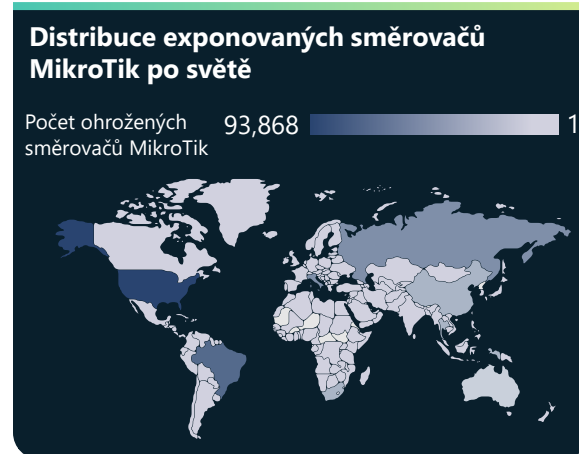 Distribuce exponovaných směrovačů
MikroTik po světě
Počet ohrožených
směrovačů MikroTik
93,868
1